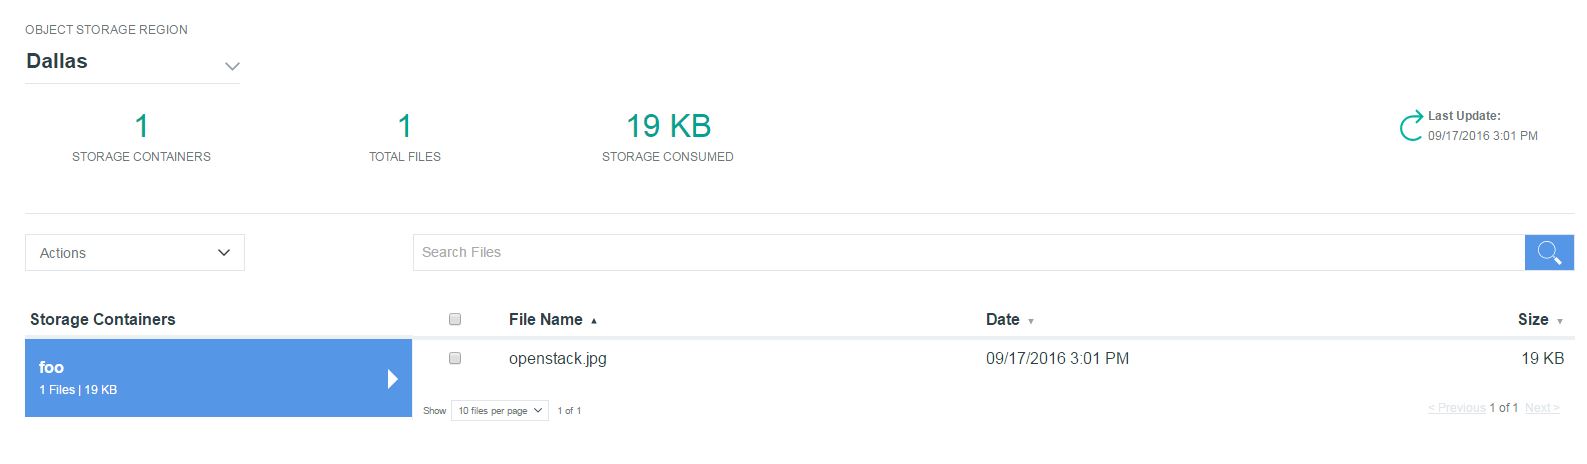 OBJECT STORAGE REGION
Dallas
1
STORAGE CONTAINERS
1
TOTAL FILES
19 KB
STORAGE CONSUMED
Last Update:
09/17/2016 3:01 PM
Actions
Search Files
Storage Containers
File Name
Date
Size
foo
1 Files | 19 KB
openstack.jpg
09/17/2016 3:01 PM
19 KB
Show
10 files per page
1 of 1
< Previous 1 of 1 Next >